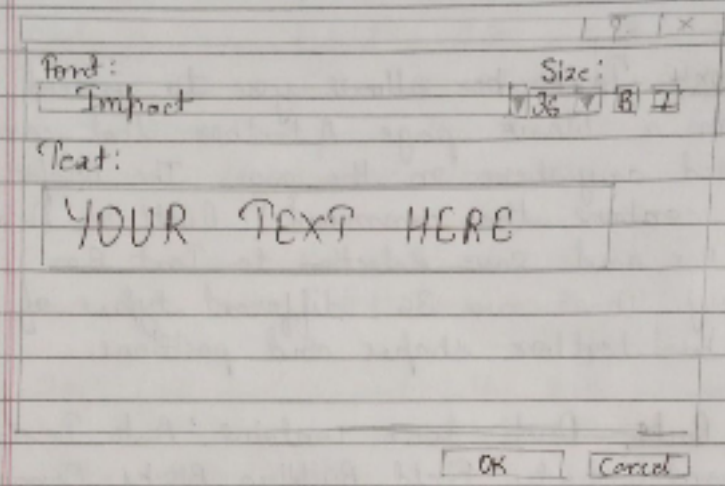 ? ×
Font: Size:
Impact 36 B I
Text:
YOUR TEXT HERE
OK Cancel